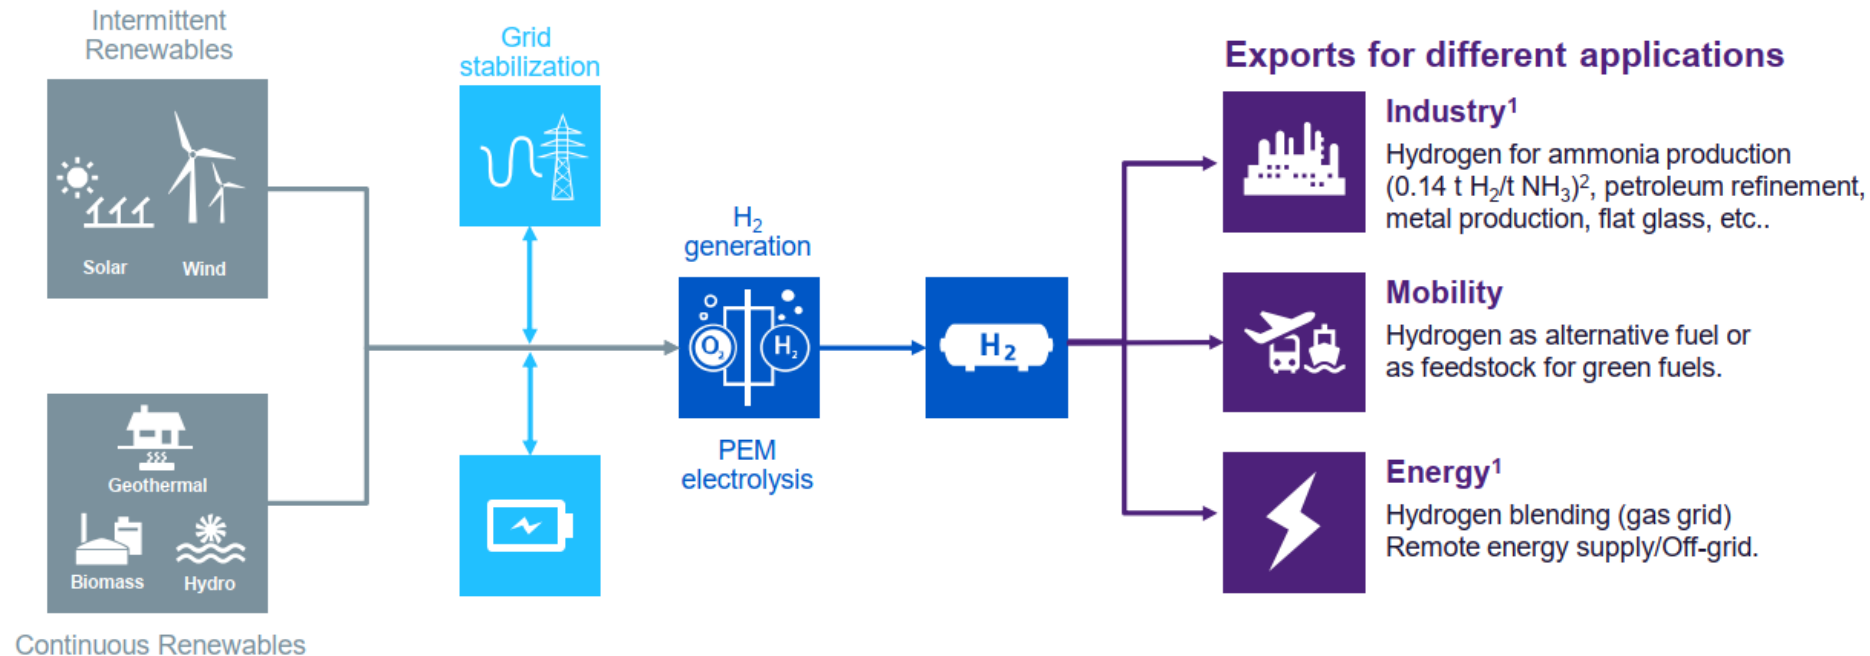 Intermittent
Renewables
Solar
Wind
Geothermal
Biomass
Hydro
Continuous Renewables
Grid
stabilization
H₂
generation
O₂
H₂
PEM
electrolysis
H₂
Exports for different applications
Industry¹
Hydrogen for ammonia production
(0.14 t H₂/t NH₃)², petroleum refinement,
metal production, flat glass, etc..
Mobility
Hydrogen as alternative fuel or
as feedstock for green fuels.
Energy¹
Hydrogen blending (gas grid)
Remote energy supply/Off-grid.